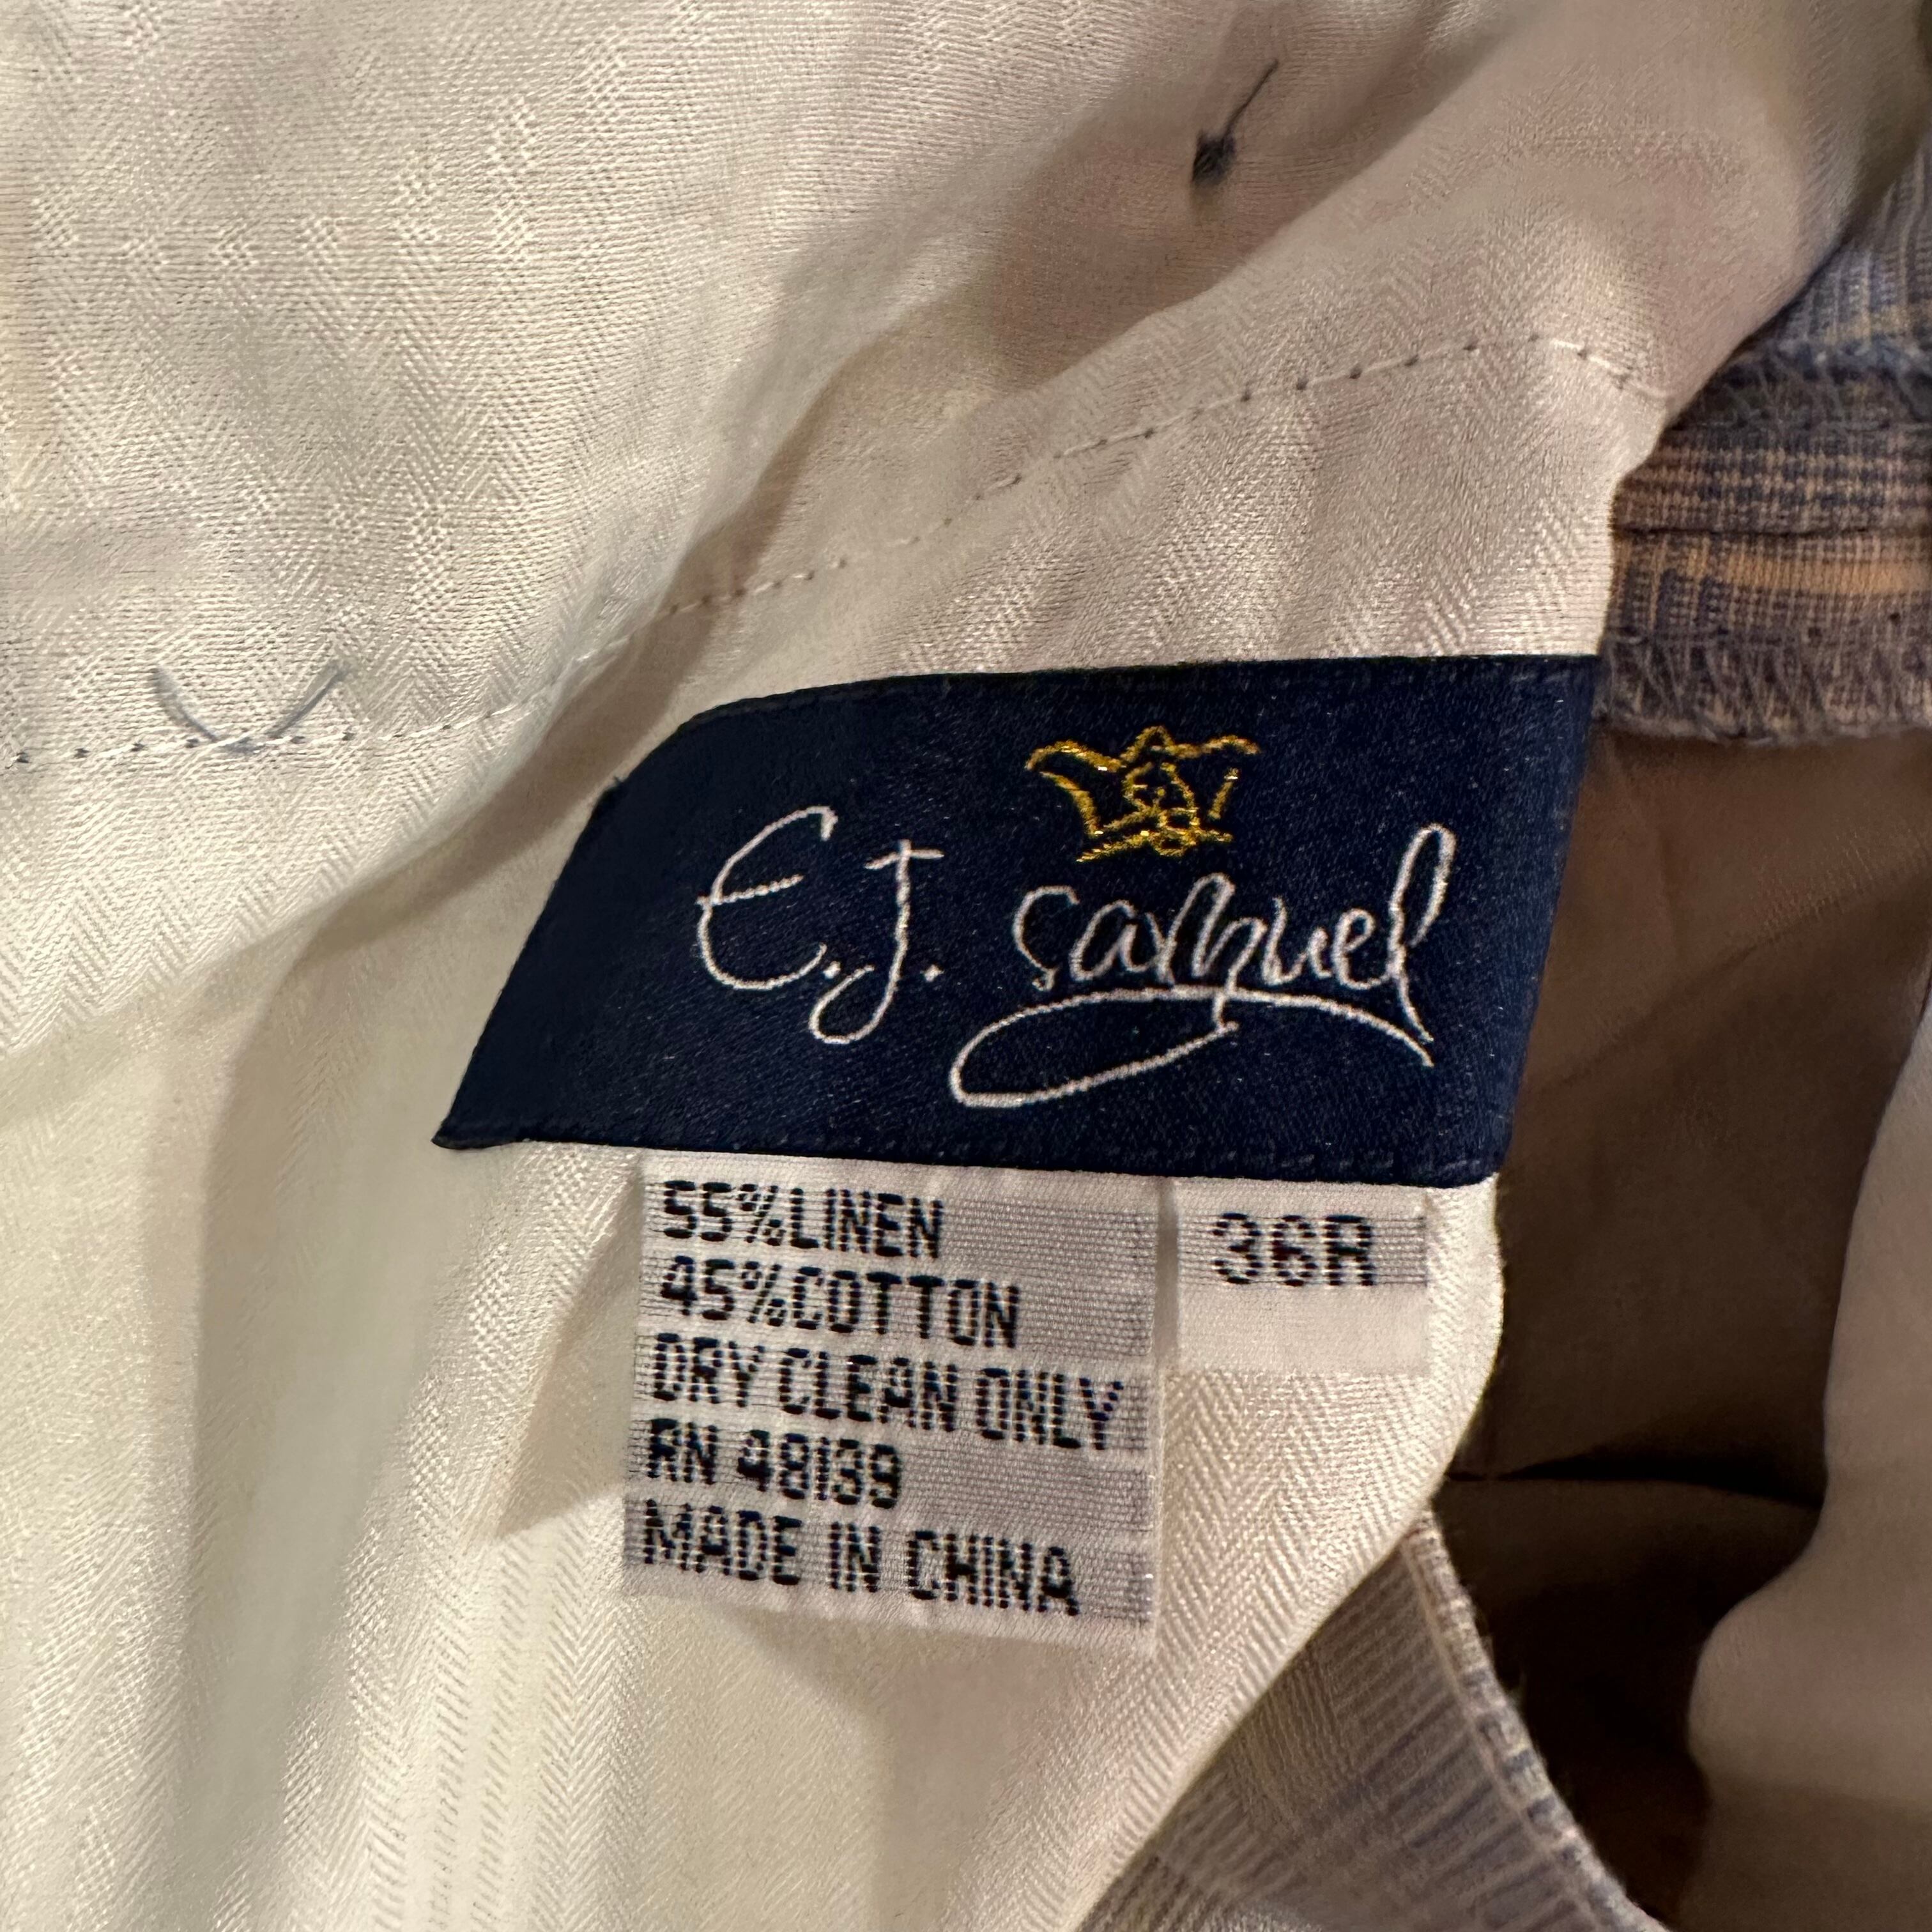 E.J. samuel
55%LINEN
45%COTTON
DRY CLEAN ONLY
RN 48139
MADE IN CHINA
36R